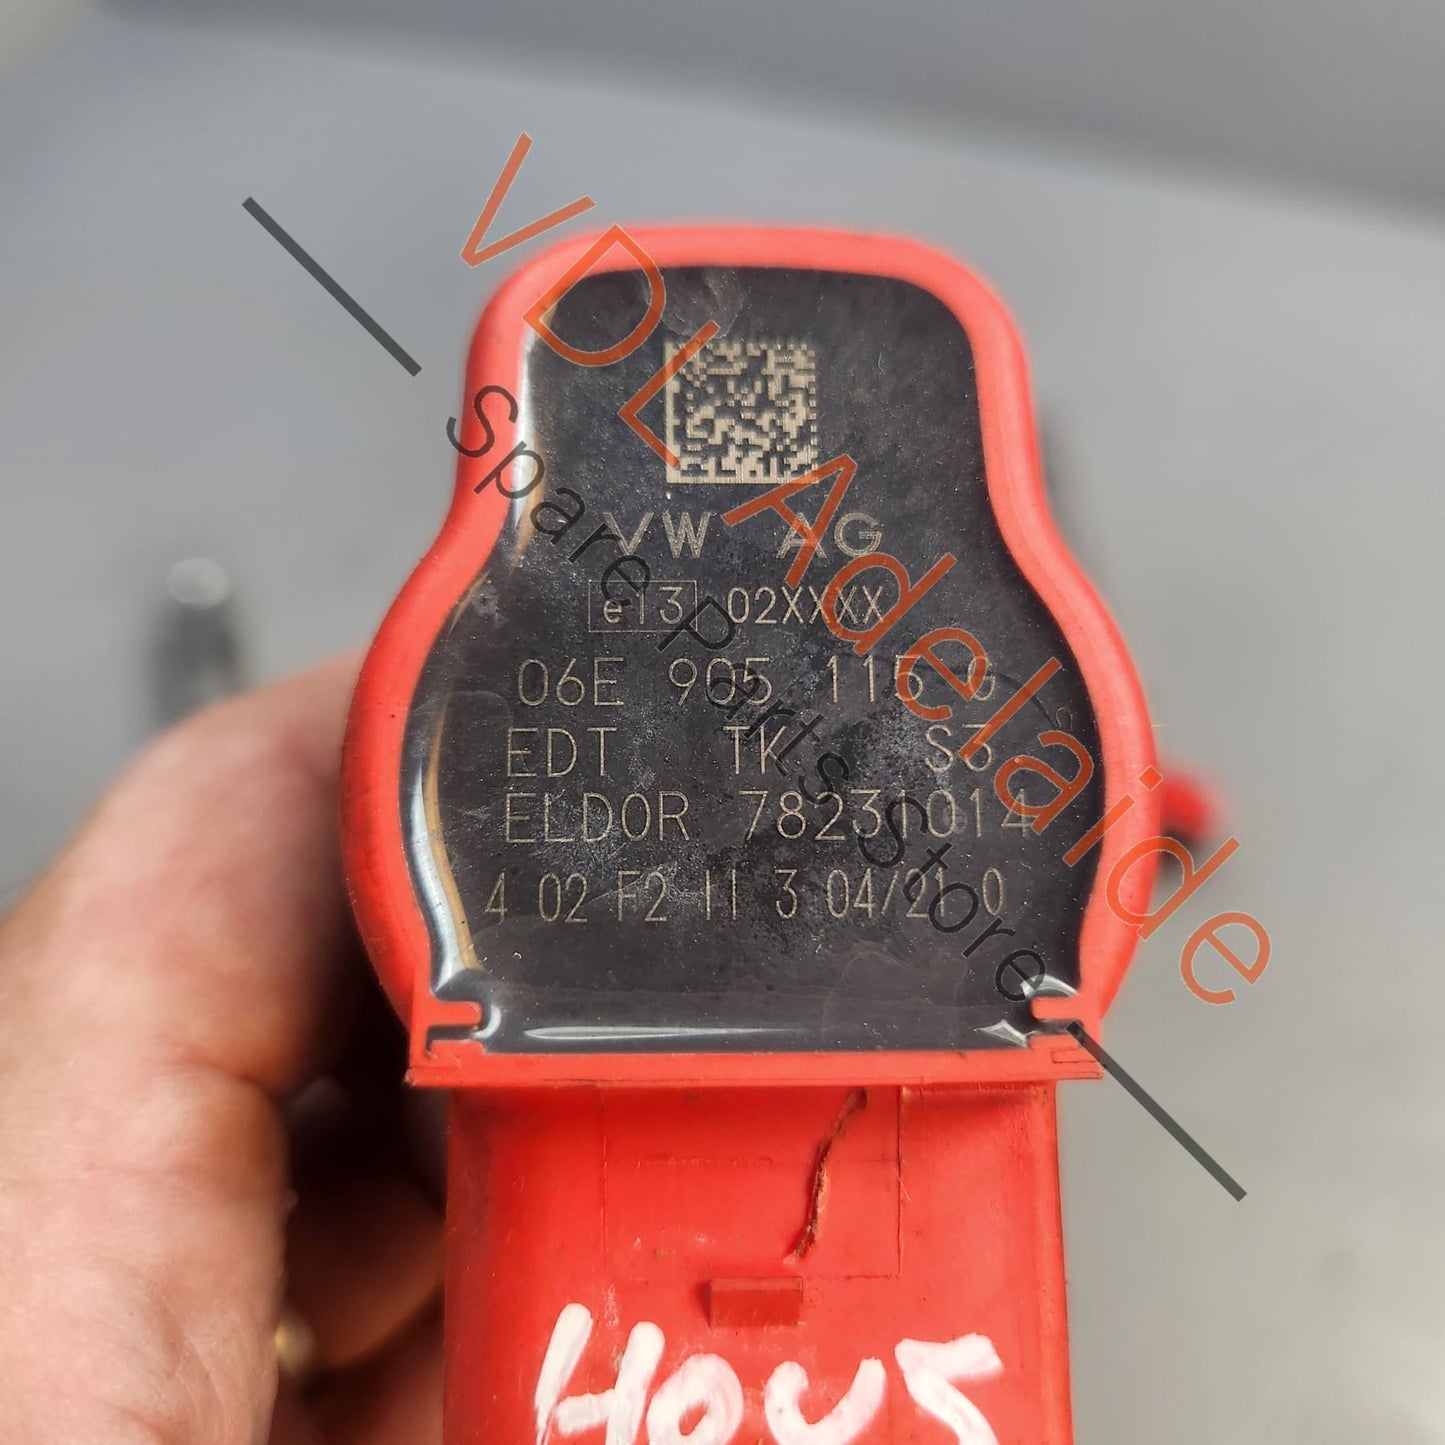 VDL Adelaide
Spare Parts Store
VW AG
e13 02XXXX
06E 905 115 G
EDT TK S3
ELDOR 78231014
4 02 F2 11 3 04/21 0
HOUS